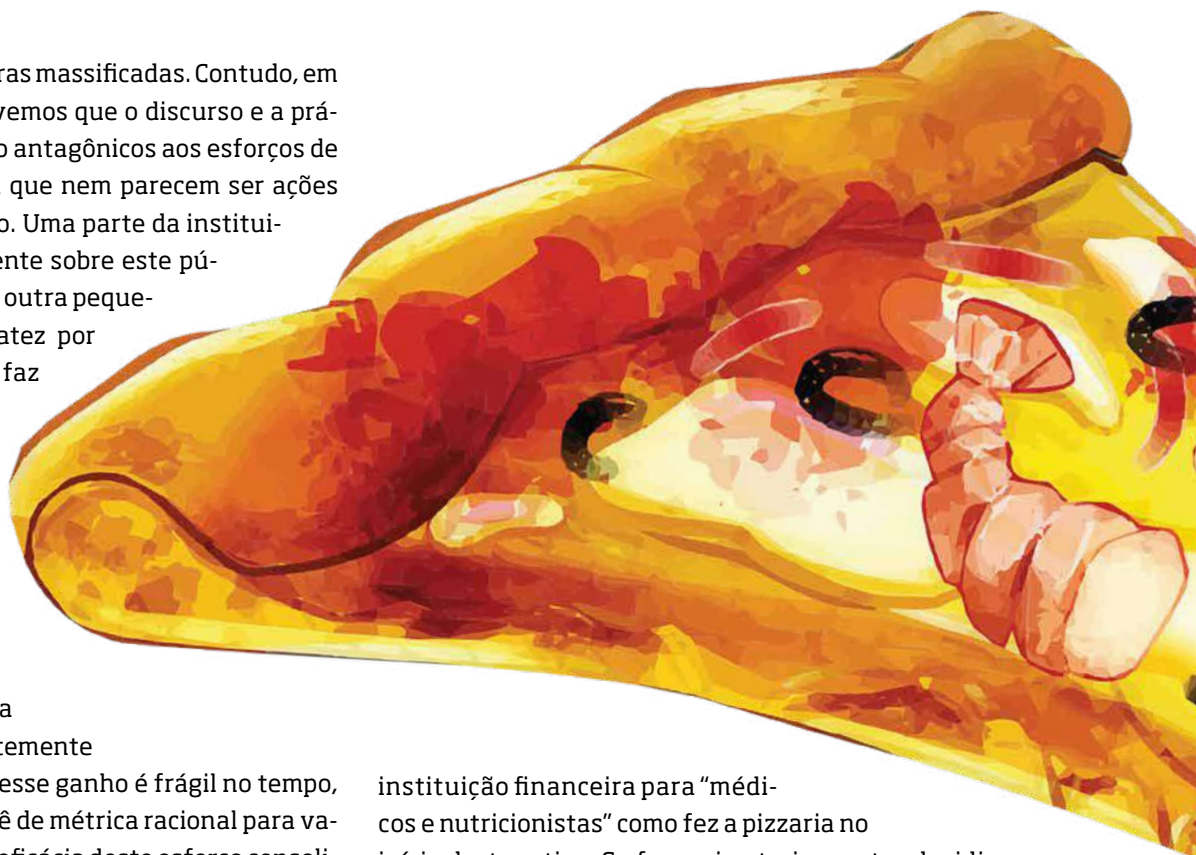 ras massificadas. Contudo, em
vemos que o discurso e a prá-
o antagônicos aos esforços de
que nem parecem ser ações
o. Uma parte da institui-
ente sobre este pú-
outra peque-
atez por
faz
a
temente
esse ganho é frágil no tempo,
ê de métrica racional para va-
instituição financeira para “médi-
cos e nutricionistas” como fez a pizzaria no